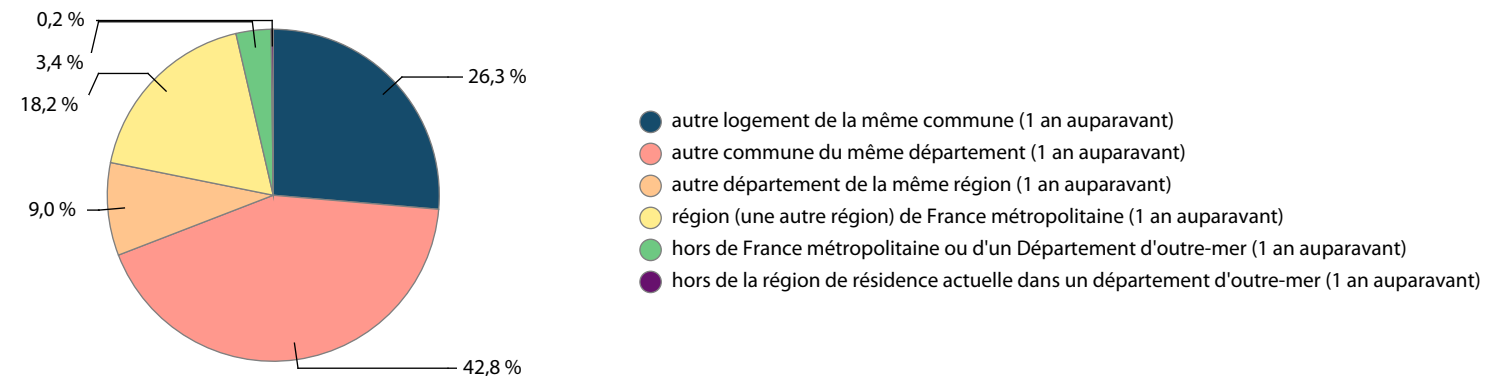 0,2 %
3,4 %
18,2 %
9,0 %
26,3 %
42,8 %
autre logement de la même commune (1 an auparavant)
autre commune du même département (1 an auparavant)
autre département de la même région (1 an auparavant)
région (une autre région) de France métropolitaine (1 an auparavant)
hors de France métropolitaine ou d'un Département d'outre-mer (1 an auparavant)
hors de la région de résidence actuelle dans un département d'outre-mer (1 an auparavant)